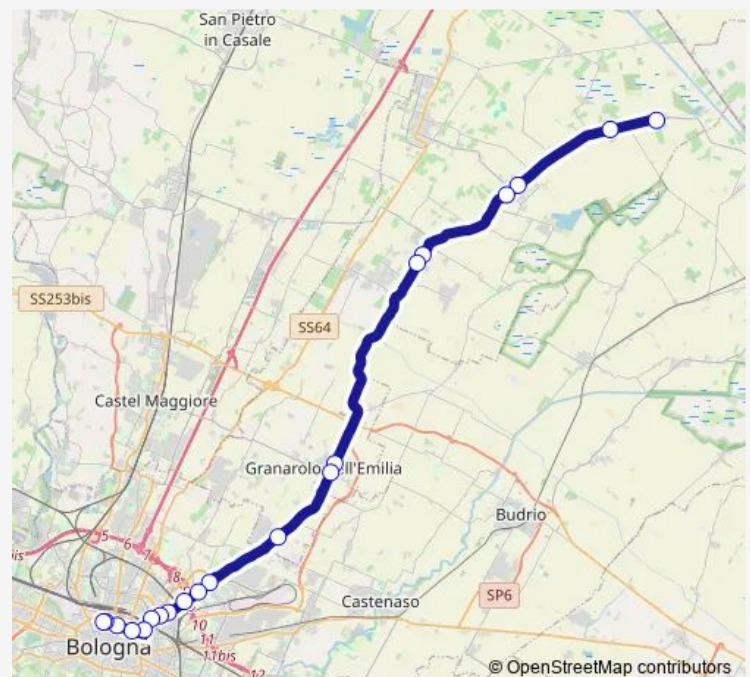 San Pietro
in Casale
SS253bis
SS64
Castel Maggiore
Granarolo ell'Emilia
Budrio
5
6
7
8
SP6
Castenaso
10
Bologna
11
11bis
12
© OpenStreetMap contributors